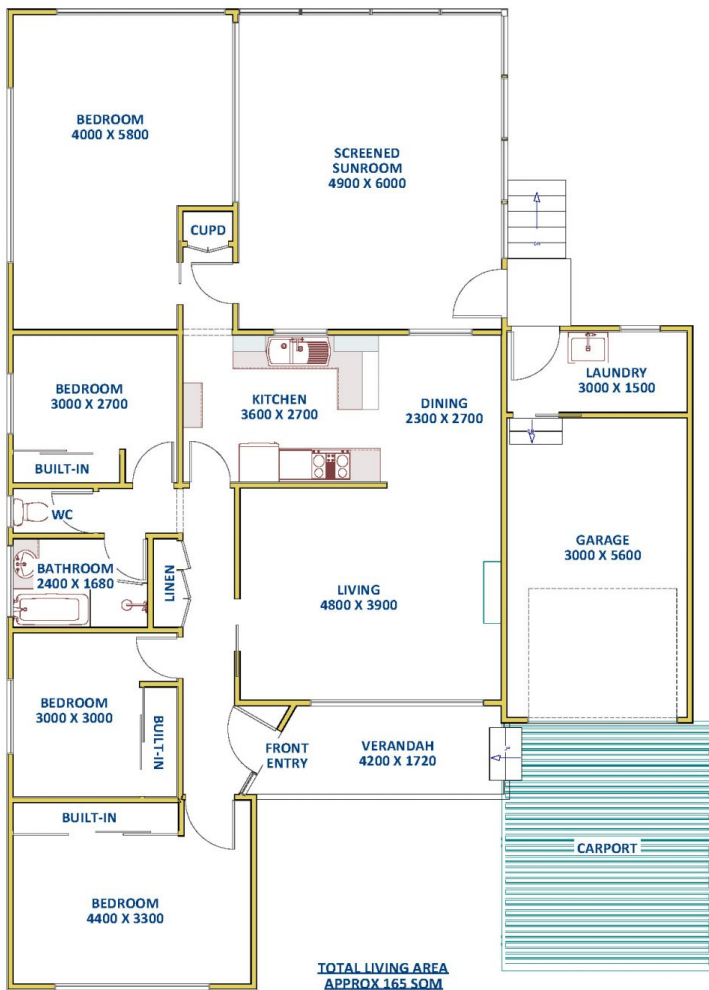 BEDROOM
4000 X 5800
SCREENED
SUNROOM
4900 X 6000
CUPD
BEDROOM
3000 X 2700
BUILT-IN
KITCHEN
3600 X 2700
DINING
2300 X 2700
LAUNDRY
3000 X 1500
WC
BATHROOM
2400 X 1680
LINEN
LIVING
4800 X 3900
GARAGE
3000 X 5600
BEDROOM
3000 X 3000
BUILT-IN
FRONT
ENTRY
VERANDAH
4200 X 1720
BUILT-IN
CARPORT
BEDROOM
4400 X 3300
TOTAL LIVING AREA
APPROX 165 SQM